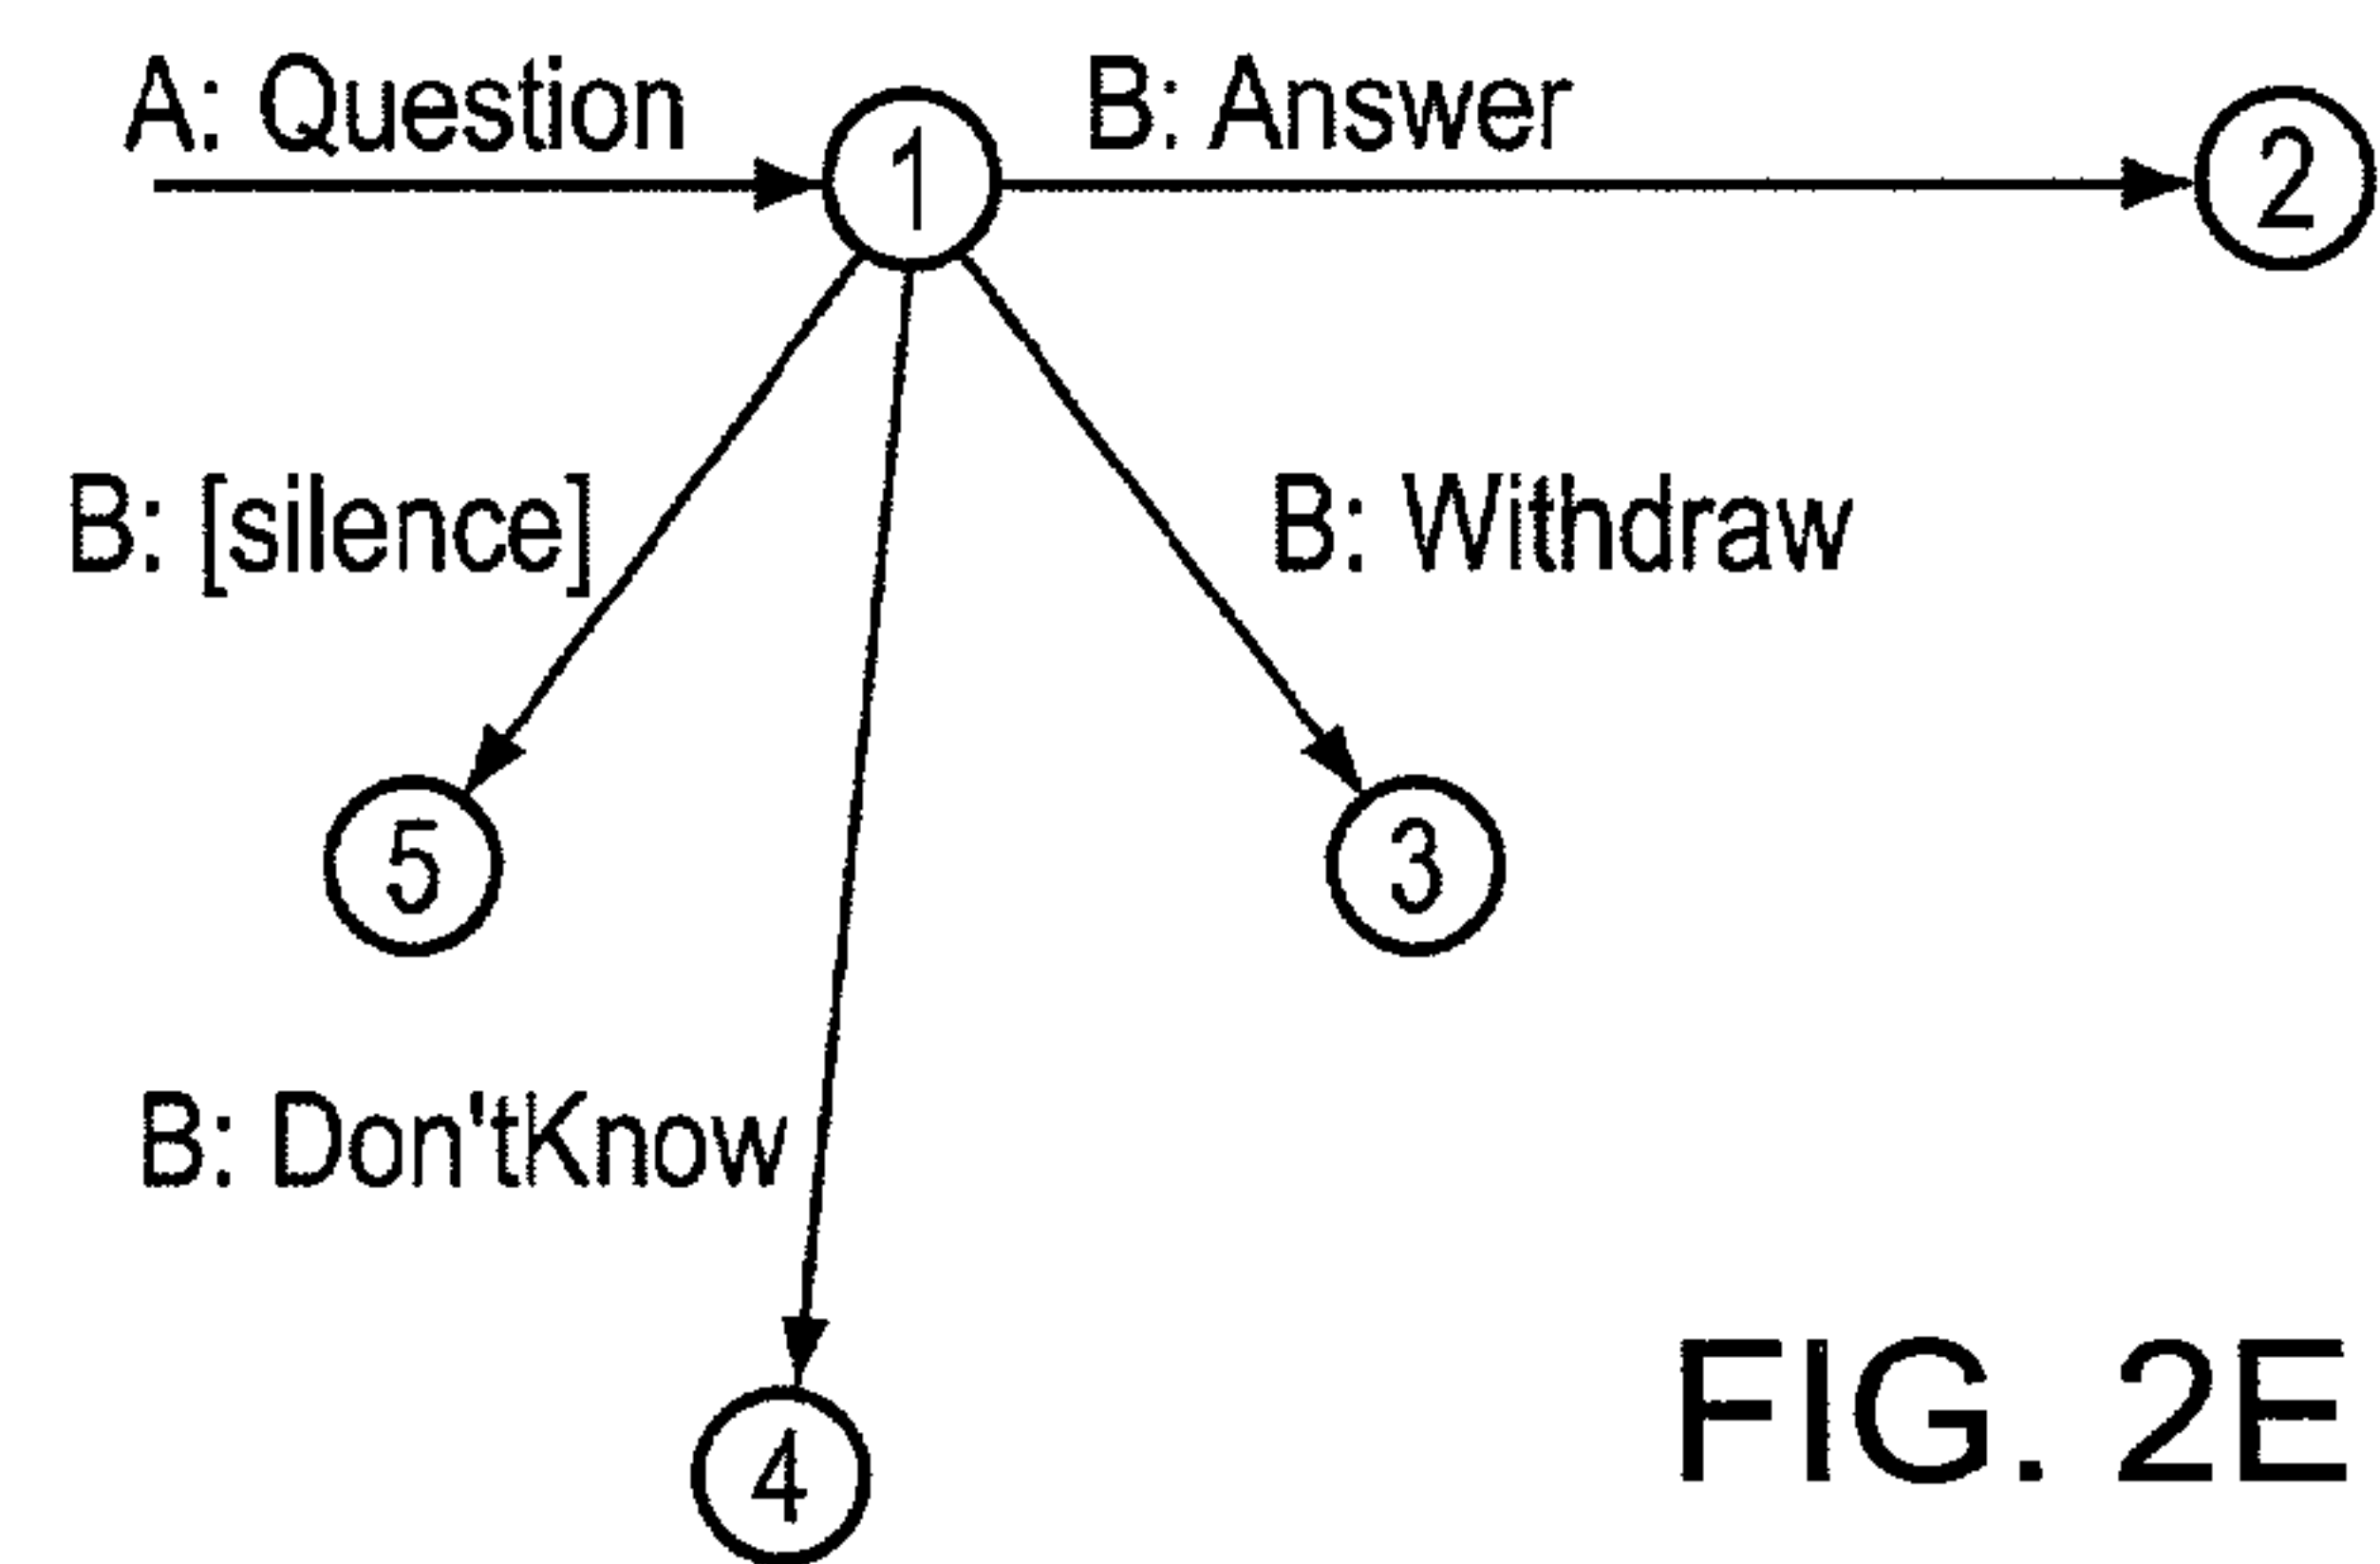 A: Question
1
B: Answer
2
B: [silence]
B: Withdraw
5
3
B: Don'tKnow
4
FIG. 2E